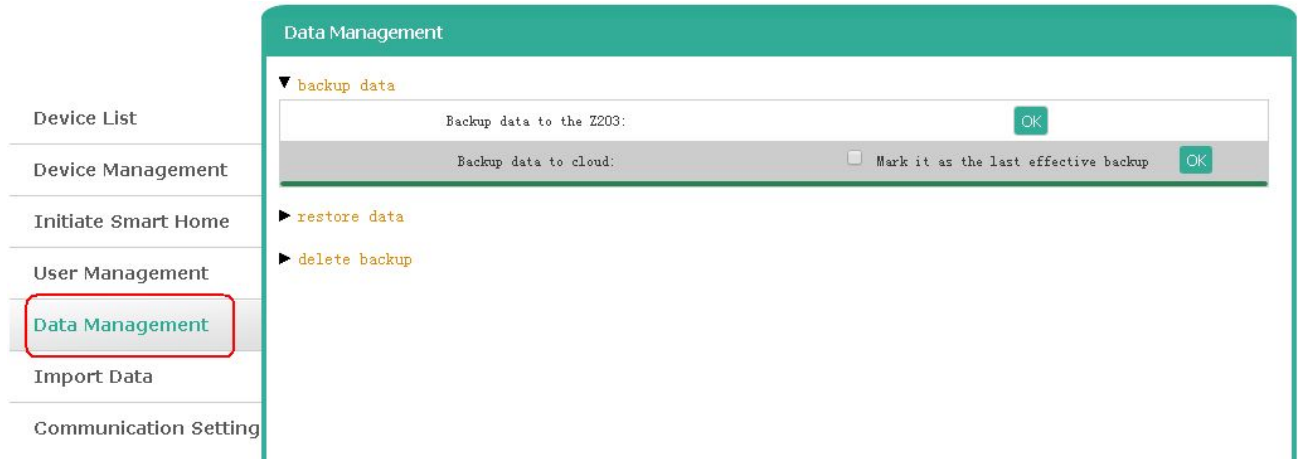 Data Management
backup data
Backup data to the Z203:
OK
Backup data to cloud:
Mark it as the last effective backup
OK
restore data
delete backup
Device List
Device Management
Initiate Smart Home
User Management
Data Management
Import Data
Communication Setting